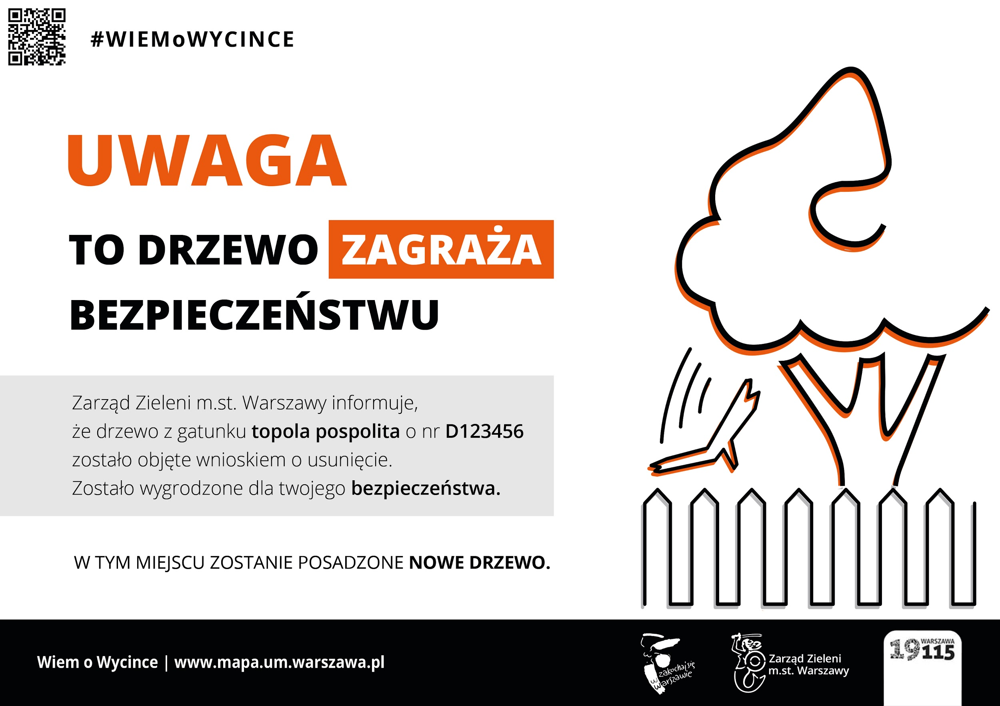 #WIEMoWYCINCE
UWAGA
TO DRZEWO ZAGRAŻA
BEZPIECZEŃSTWU
Zarząd Zieleni m.st. Warszawy informuje,
że drzewo z gatunku topola pospolita o nr D123456
zostało objęte wnioskiem o usunięcie.
Zostało wygrodzone dla twojego bezpieczeństwa.
W TYM MIEJSCU ZOSTANIE POSADZONE NOWE DRZEWO.
Wiem o Wycince | www.mapa.um.warszawa.pl
zakochaj się
w warszawie
Zarząd Zieleni
m.st. Warszawy
WARSZAWA
19115